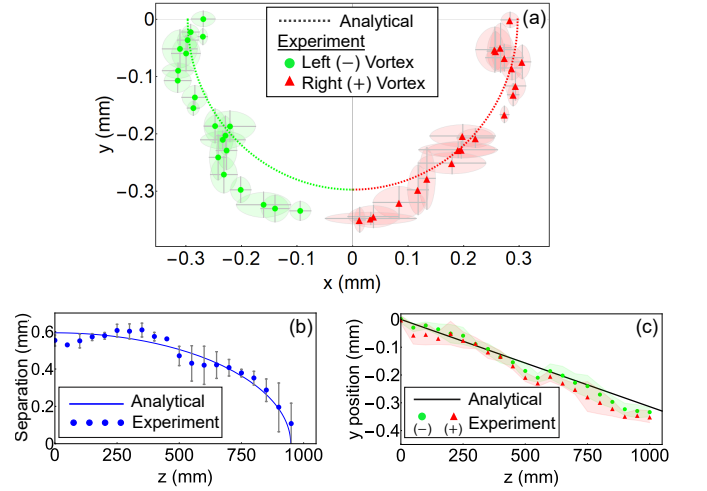 (a)
Analytical
Experiment
Left (−) Vortex
Right (+) Vortex
y (mm)
0
−0.1
−0.2
−0.3
−0.3 −0.2 −0.1 0 0.1 0.2 0.3
x (mm)
(b)
Separation (mm)
0.6
0.4
0.2
0
Analytical
Experiment
0 250 500 750 1000
z (mm)
(c)
y position (mm)
0
−0.1
−0.2
−0.3
−0.4
Analytical
Experiment
(−) (+)
0 250 500 750 1000
z (mm)